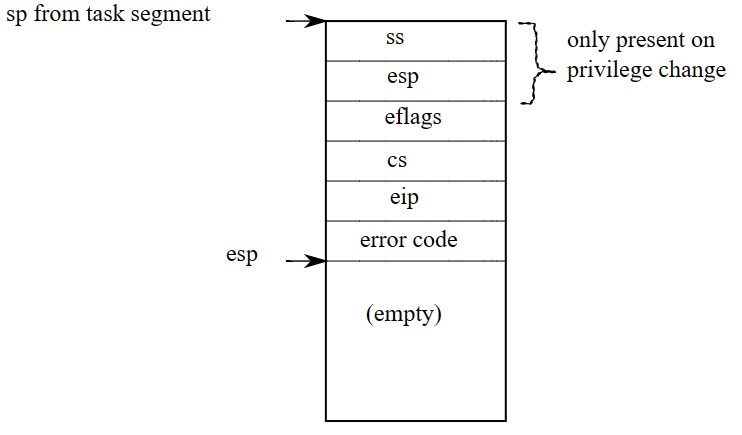 sp from task segment
ss
only present on
privilege change
esp
eflags
cs
eip
error code
esp
(empty)